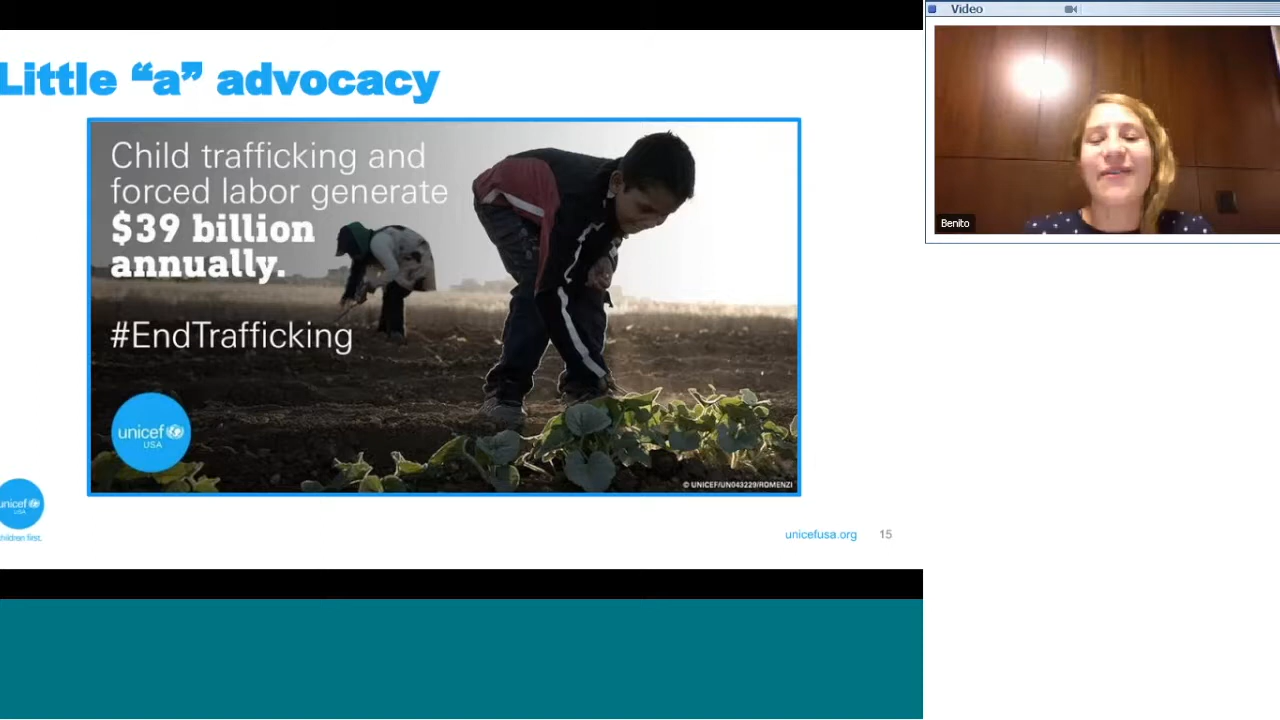 Video
Little “a” advocacy
Child trafficking and
forced labor generate
$39 billion
annually.
#EndTrafficking
unicef
USA
© UNICEF/UN043229/ROMENZI
Benito
unicef
USA
children first.
unicefusa.org 15